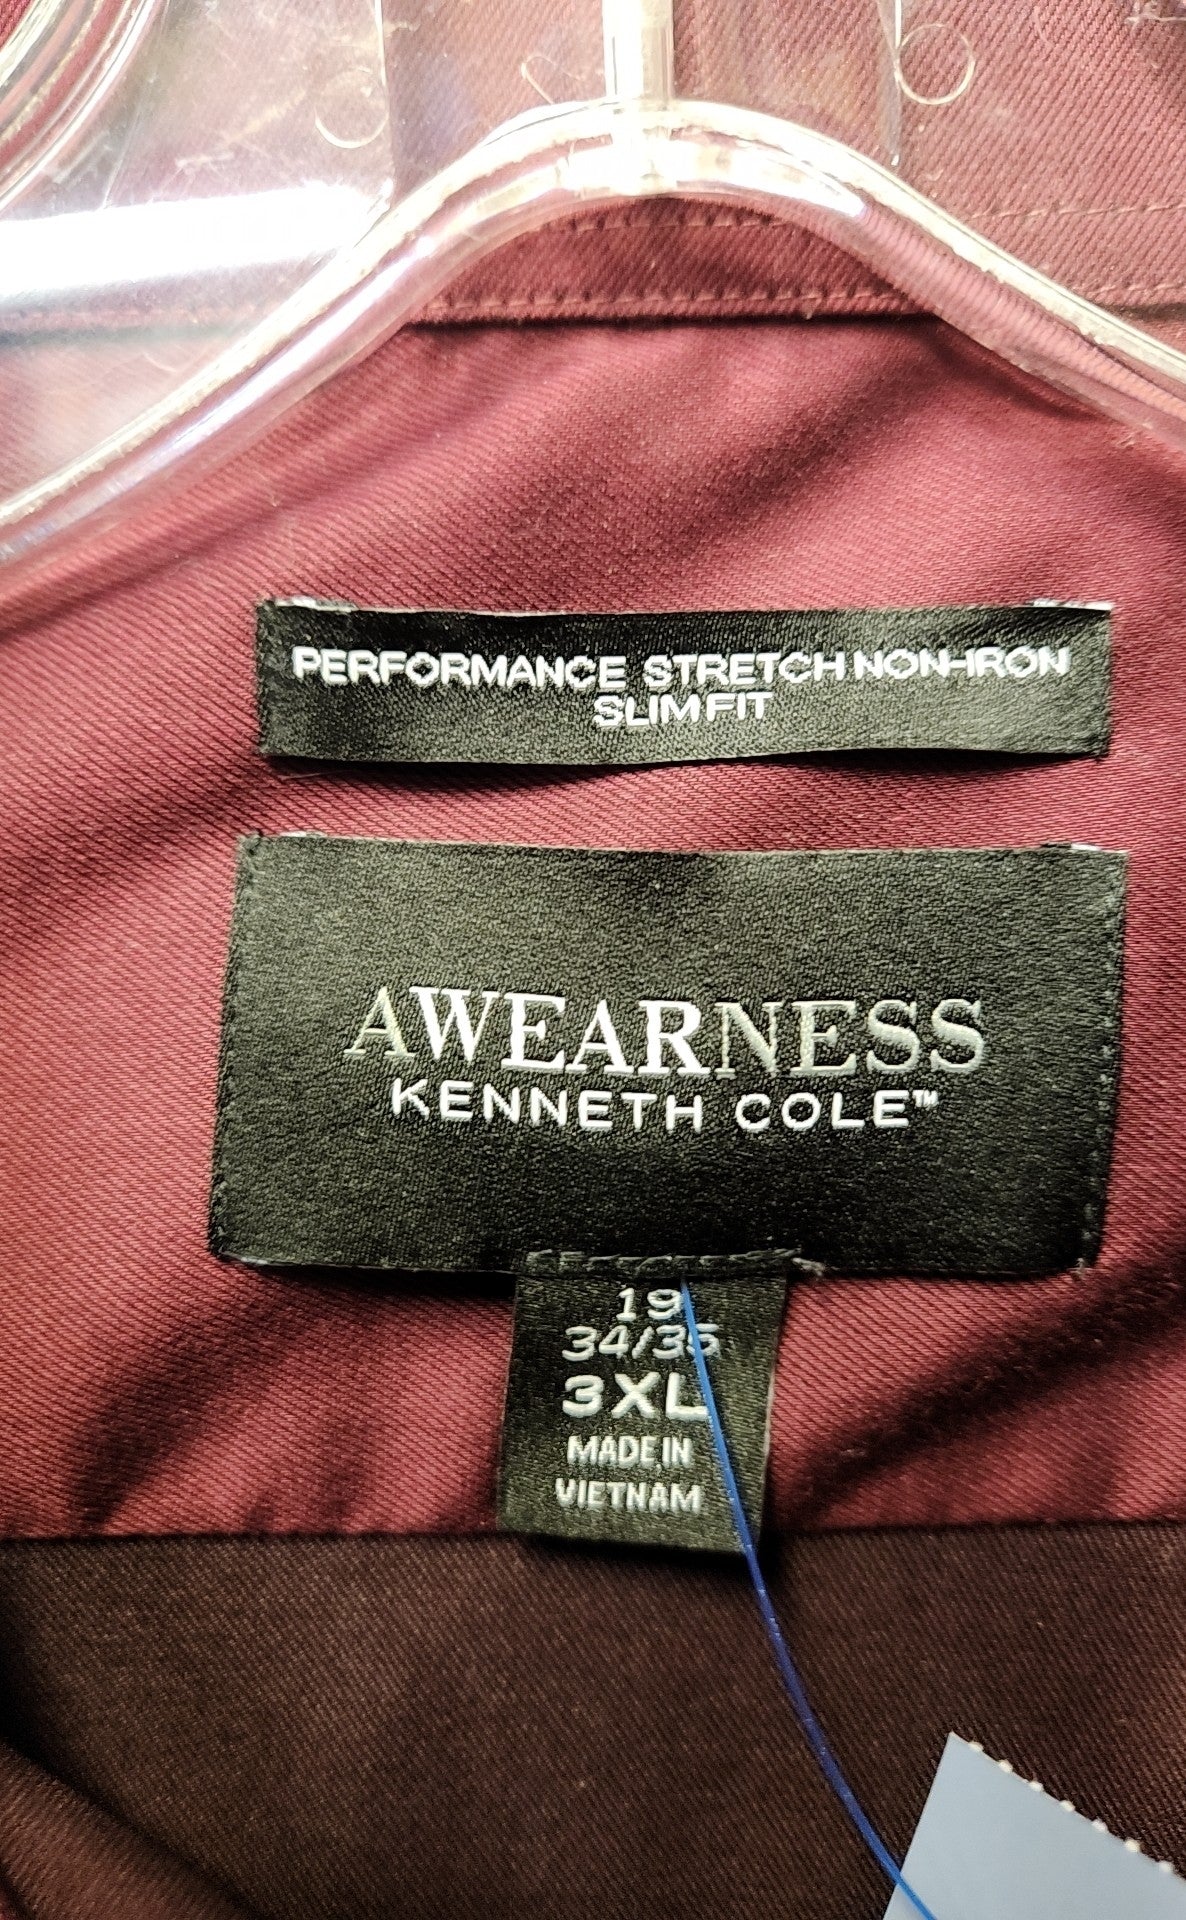 PERFORMANCE STRETCH NON-IRON
SLIM FIT
AWEARNESS
KENNETH COLE™
19
34/35
3XL
MADE IN
VIETNAM